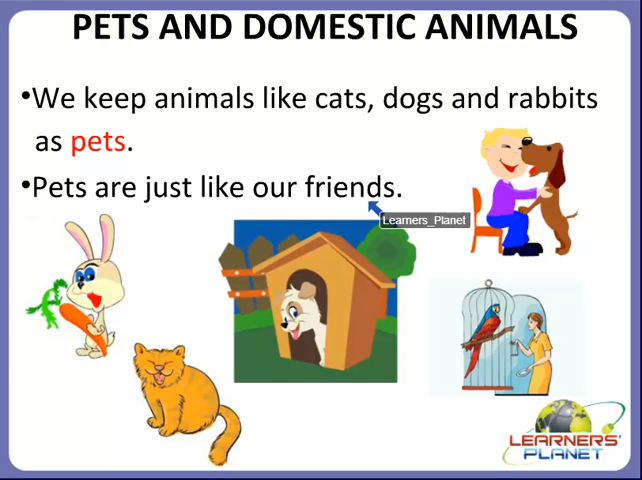 PETS AND DOMESTIC ANIMALS
•We keep animals like cats, dogs and rabbits
as pets.
•Pets are just like our friends.
Learners_Planet
LEARNERS'
PLANET